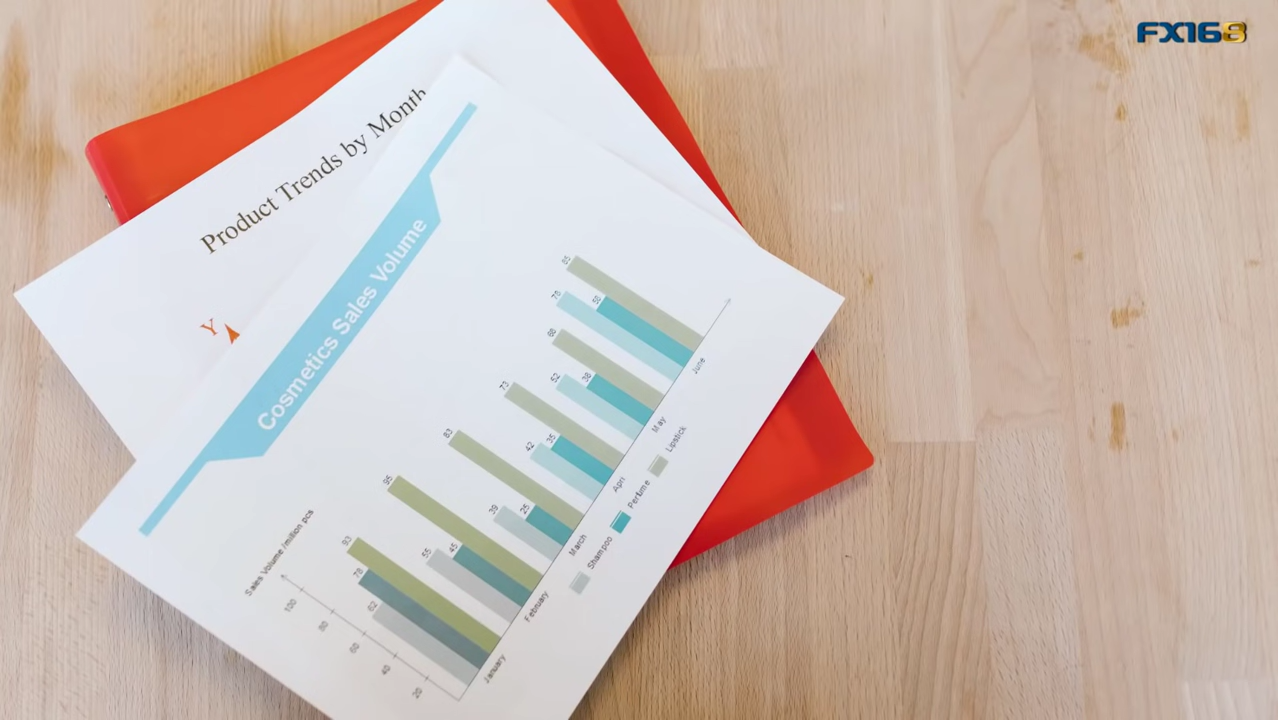 FX168
Product Trends by Month
Y
Cosmetics Sales Volume
Sales Volume /million pcs
100
80
60
40
20
62
78
93
55
45
95
39
25
83
42
35
73
52
38
68
70
58
85
January
February
March
April
May
June
Shampoo
Perfume
Lipstick